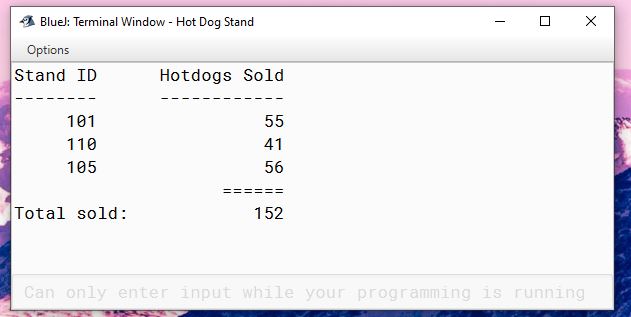 BlueJ: Terminal Window - Hot Dog Stand
Options
Stand ID      Hotdogs Sold
--------      ------------
     101                55
     110                41
     105                56
                    ======
Total sold:            152
Can only enter input while your programming is running